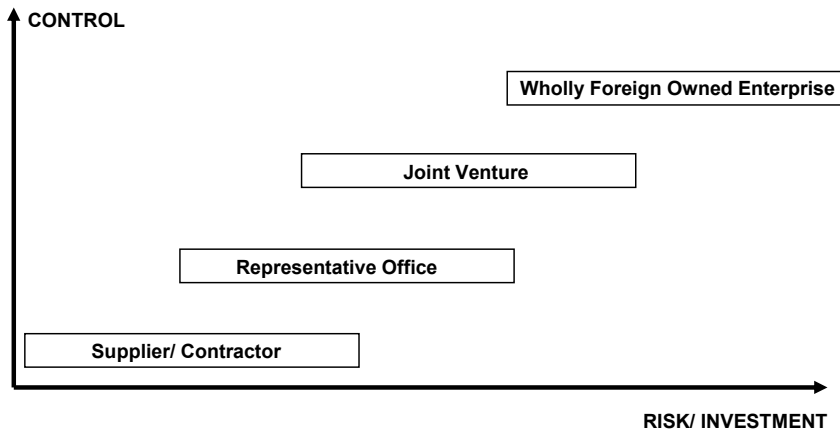 CONTROL
Wholly Foreign Owned Enterprise
Joint Venture
Representative Office
Supplier/ Contractor
RISK/ INVESTMENT